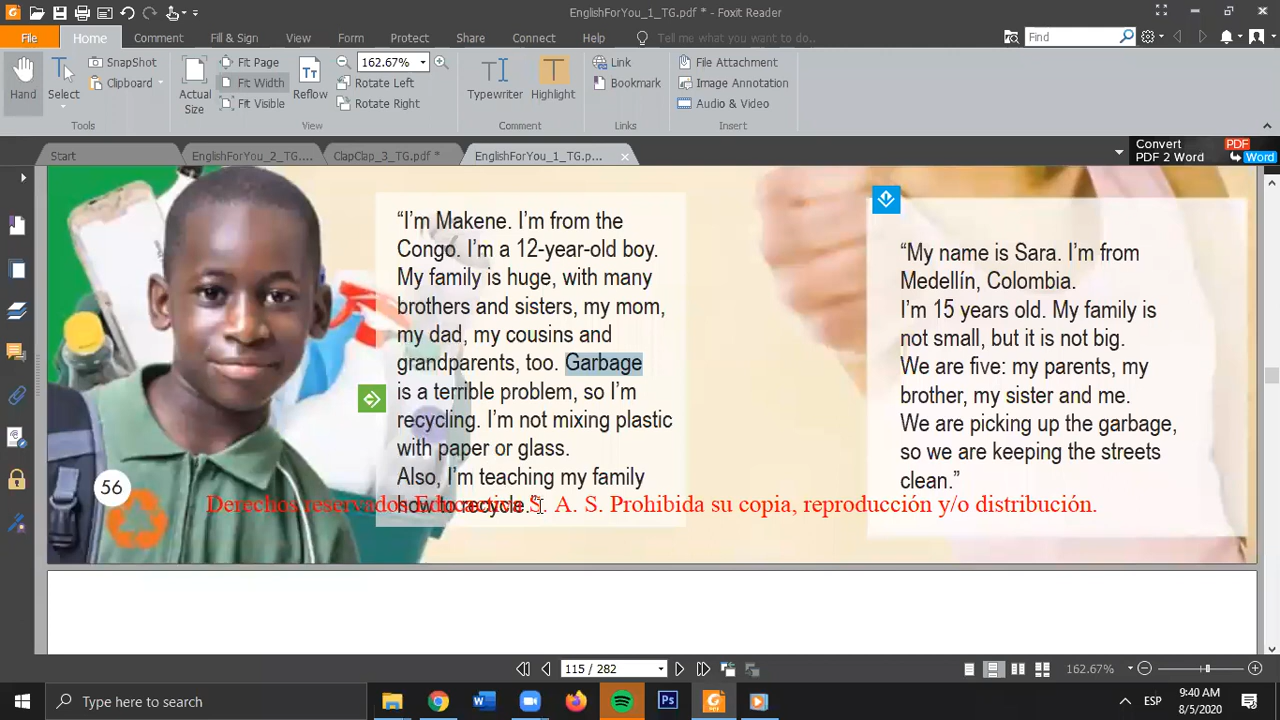 EnglishForYou_1_TG.pdf * - Foxit Reader
File Home Comment Fill & Sign View Form Protect Share Connect Help Tell me what you want to do... Find
Hand
Select
SnapShot
Clipboard
Tools
Actual Size
Fit Page
Fit Width
Fit Visible
Reflow
162.67%
Rotate Left
Rotate Right
View
Typewriter
Highlight
Comment
Link
Bookmark
Links
File Attachment
Image Annotation
Audio & Video
Insert
Start EnglishForYou_2_TG.... ClapClap_3_TG.pdf * EnglishForYou_1_TG.p...
Convert PDF
PDF 2 Word Word
“I’m Makene. I’m from the
Congo. I’m a 12-year-old boy.
My family is huge, with many
brothers and sisters, my mom,
my dad, my cousins and
grandparents, too. Garbage
is a terrible problem, so I’m
recycling. I’m not mixing plastic
with paper or glass.
Also, I’m teaching my family
how to recycle.”
“My name is Sara. I’m from
Medellín, Colombia.
I’m 15 years old. My family is
not small, but it is not big.
We are five: my parents, my
brother, my sister and me.
We are picking up the garbage,
so we are keeping the streets
clean.”
56
Derechos reservados Educactiva S. A. S. Prohibida su copia, reproducción y/o distribución.
115 / 282
162.67%
Type here to search
Ps
ESP
9:40 AM
8/5/2020